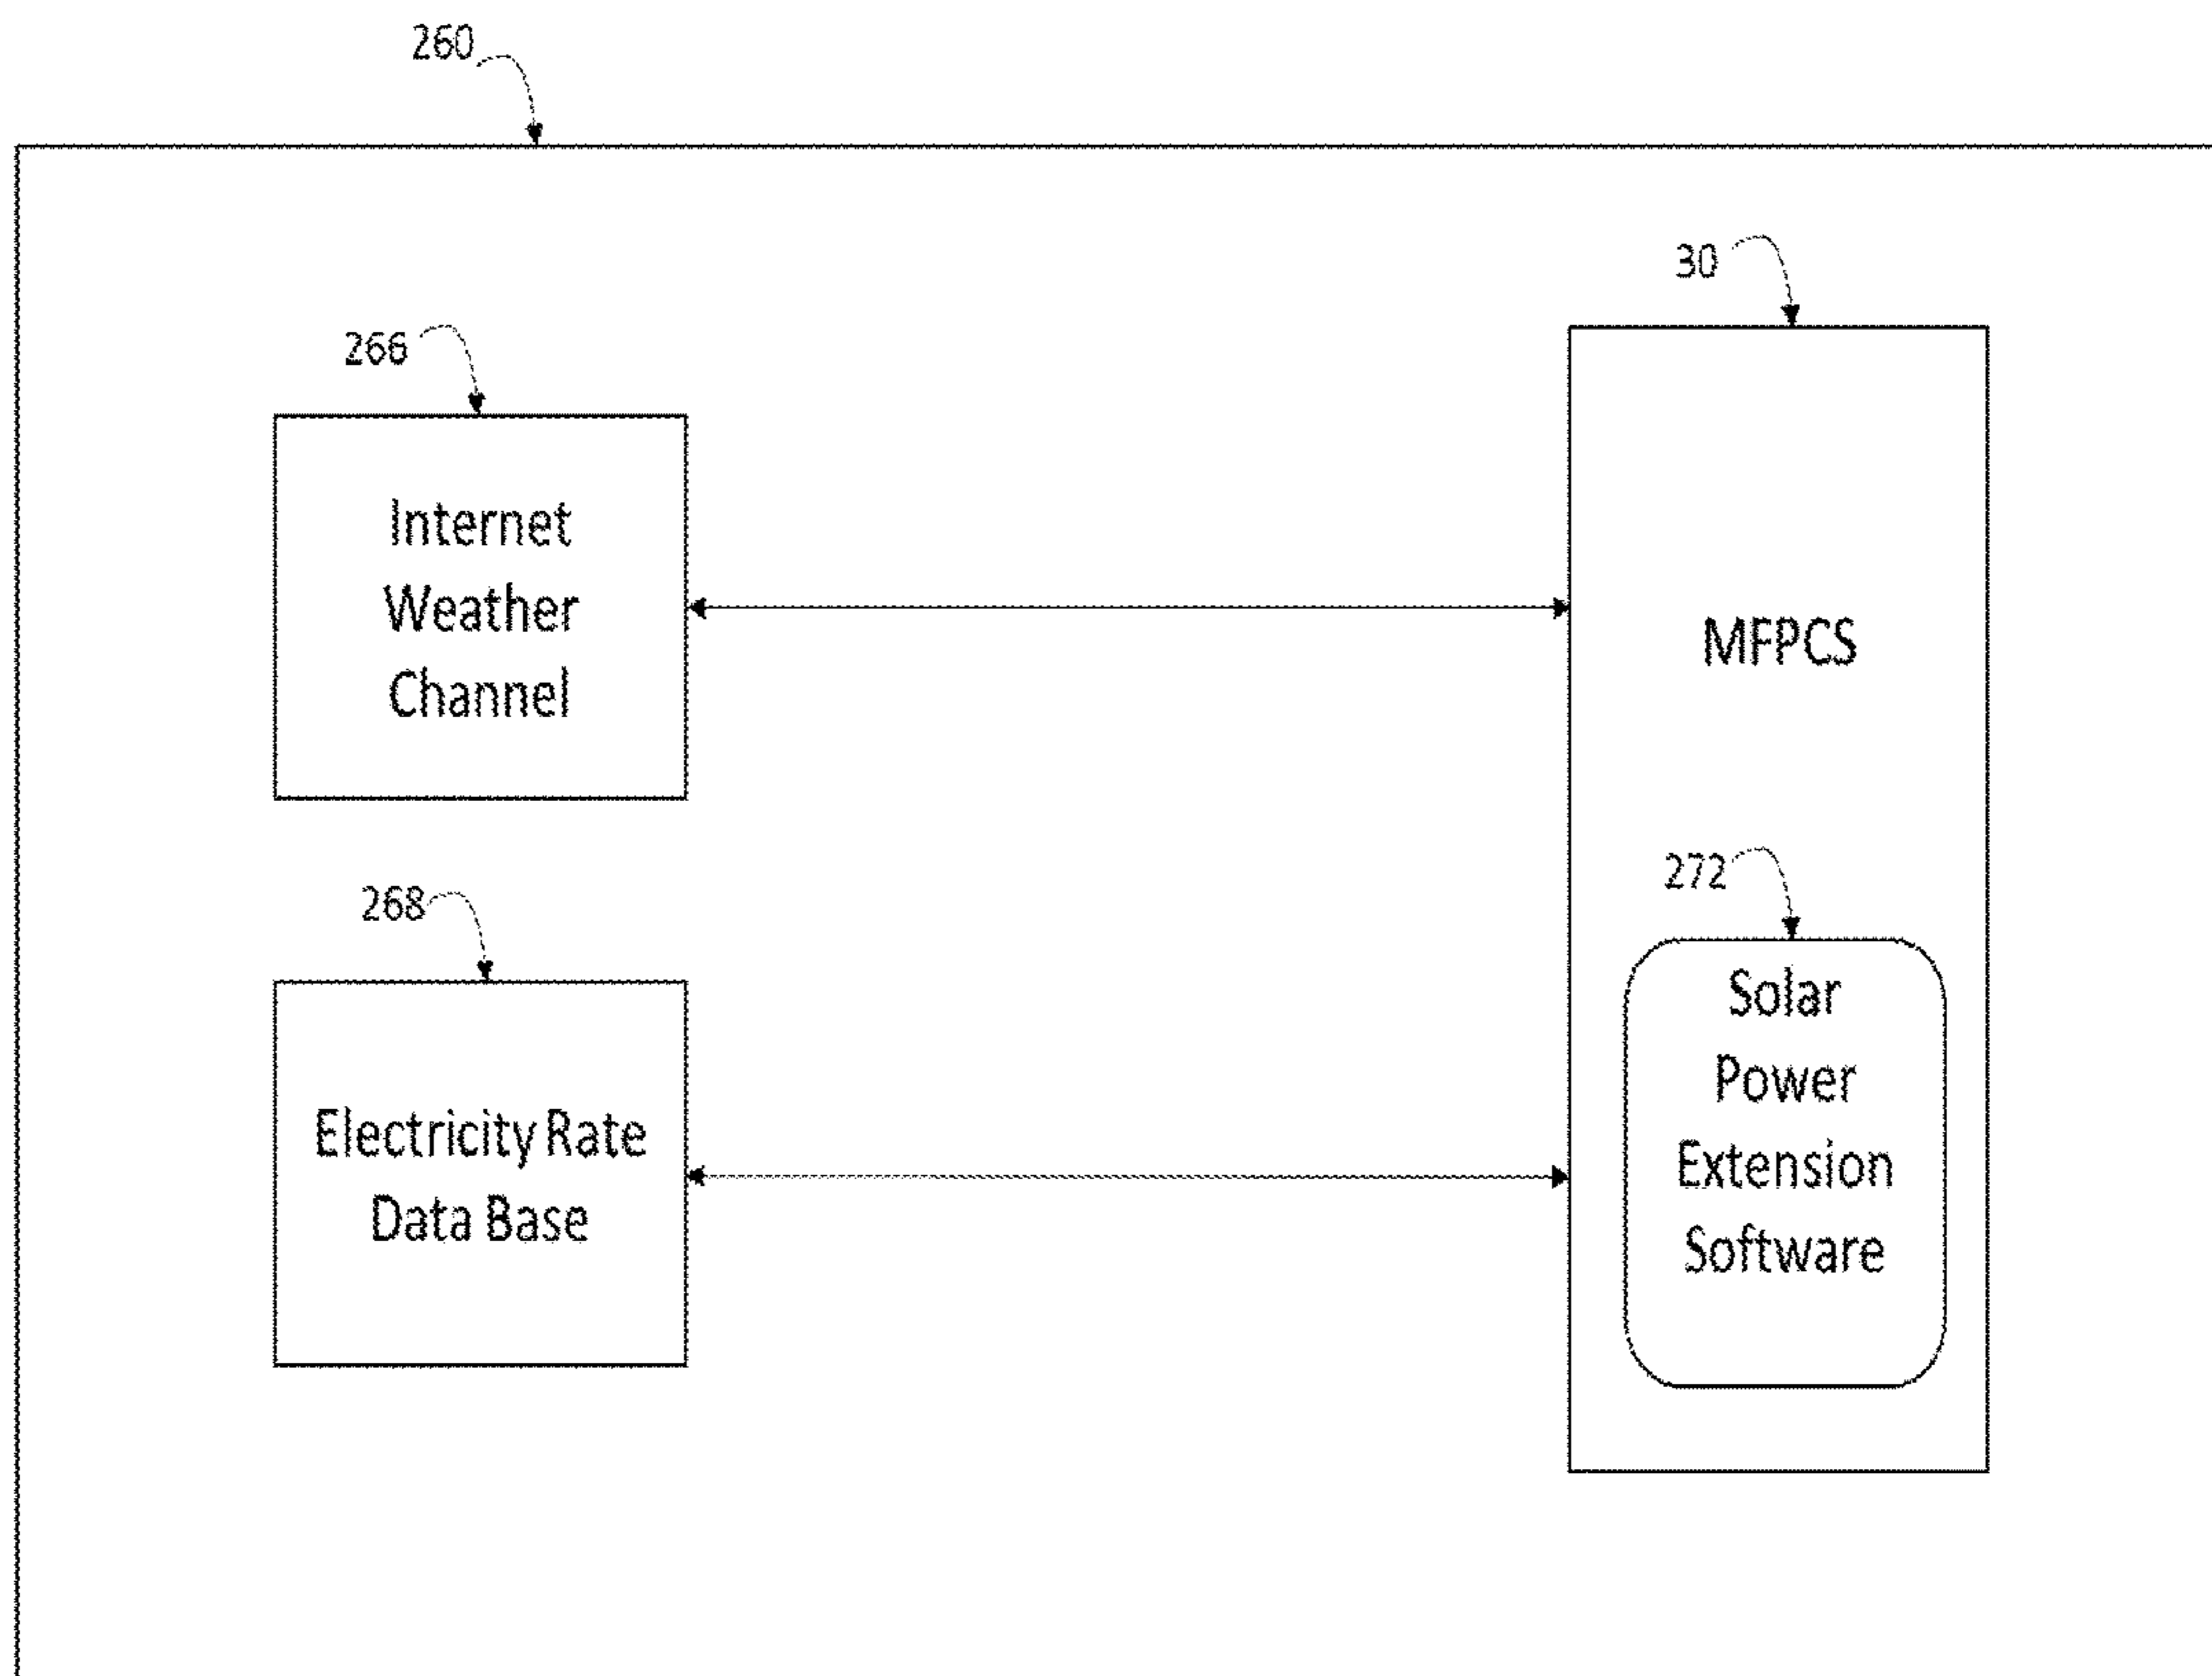 260
30
266
Internet
Weather
Channel
MFPCS
272
268
Solar
Power
Extension
Software
Electricity Rate
Data Base